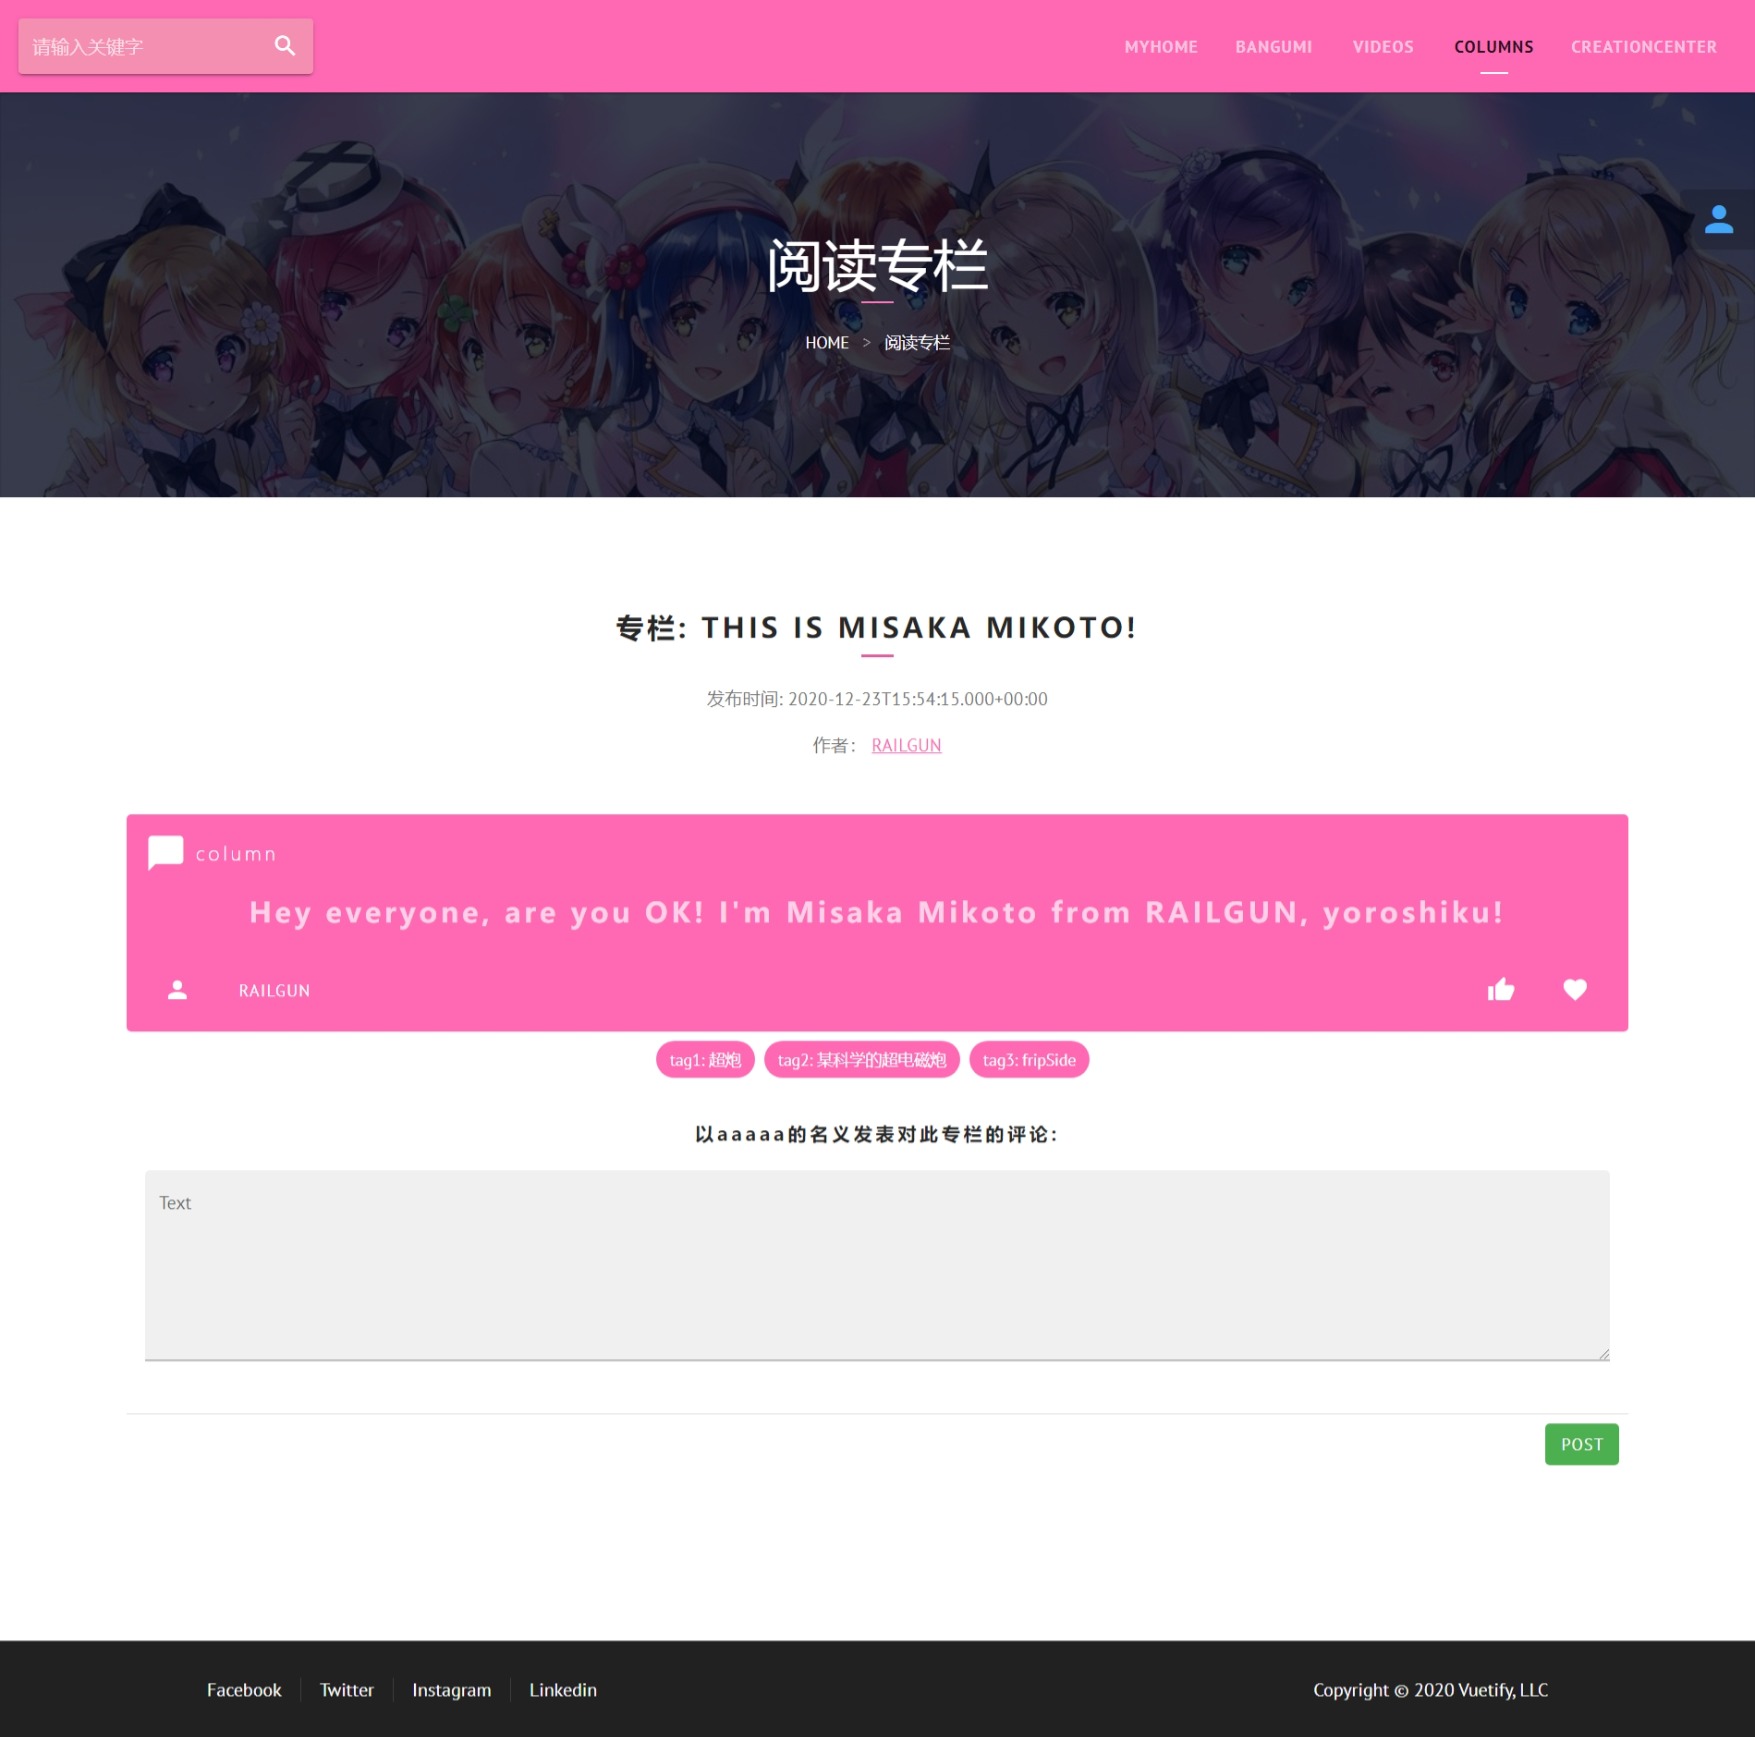 请输入关键字
MYHOME BANGUMI VIDEOS COLUMNS CREATIONCENTER
阅读专栏
HOME > 阅读专栏
专栏: THIS IS MISAKA MIKOTO!
发布时间: 2020-12-23T15:54:15.000+00:00
作者： RAILGUN
column
Hey everyone, are you OK! I'm Misaka Mikoto from RAILGUN, yoroshiku!
RAILGUN
tag1: 超炮 tag2: 某科学的超电磁炮 tag3: fripSide
以aaaaa的名义发表对此专栏的评论:
Text
POST
Facebook Twitter Instagram Linkedin Copyright © 2020 Vuetify, LLC